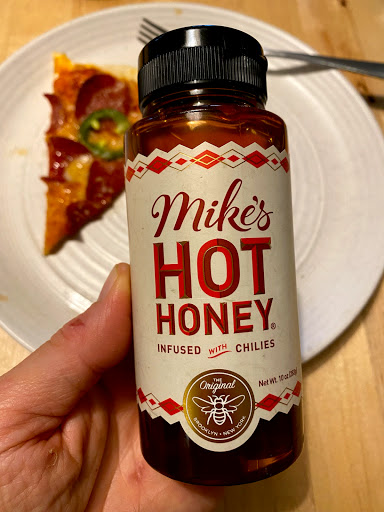 Mike's
HOT
HONEY®
INFUSED WITH CHILIES
Net Wt. 10 oz
THE
Original
BROOKLYN • NEW YORK